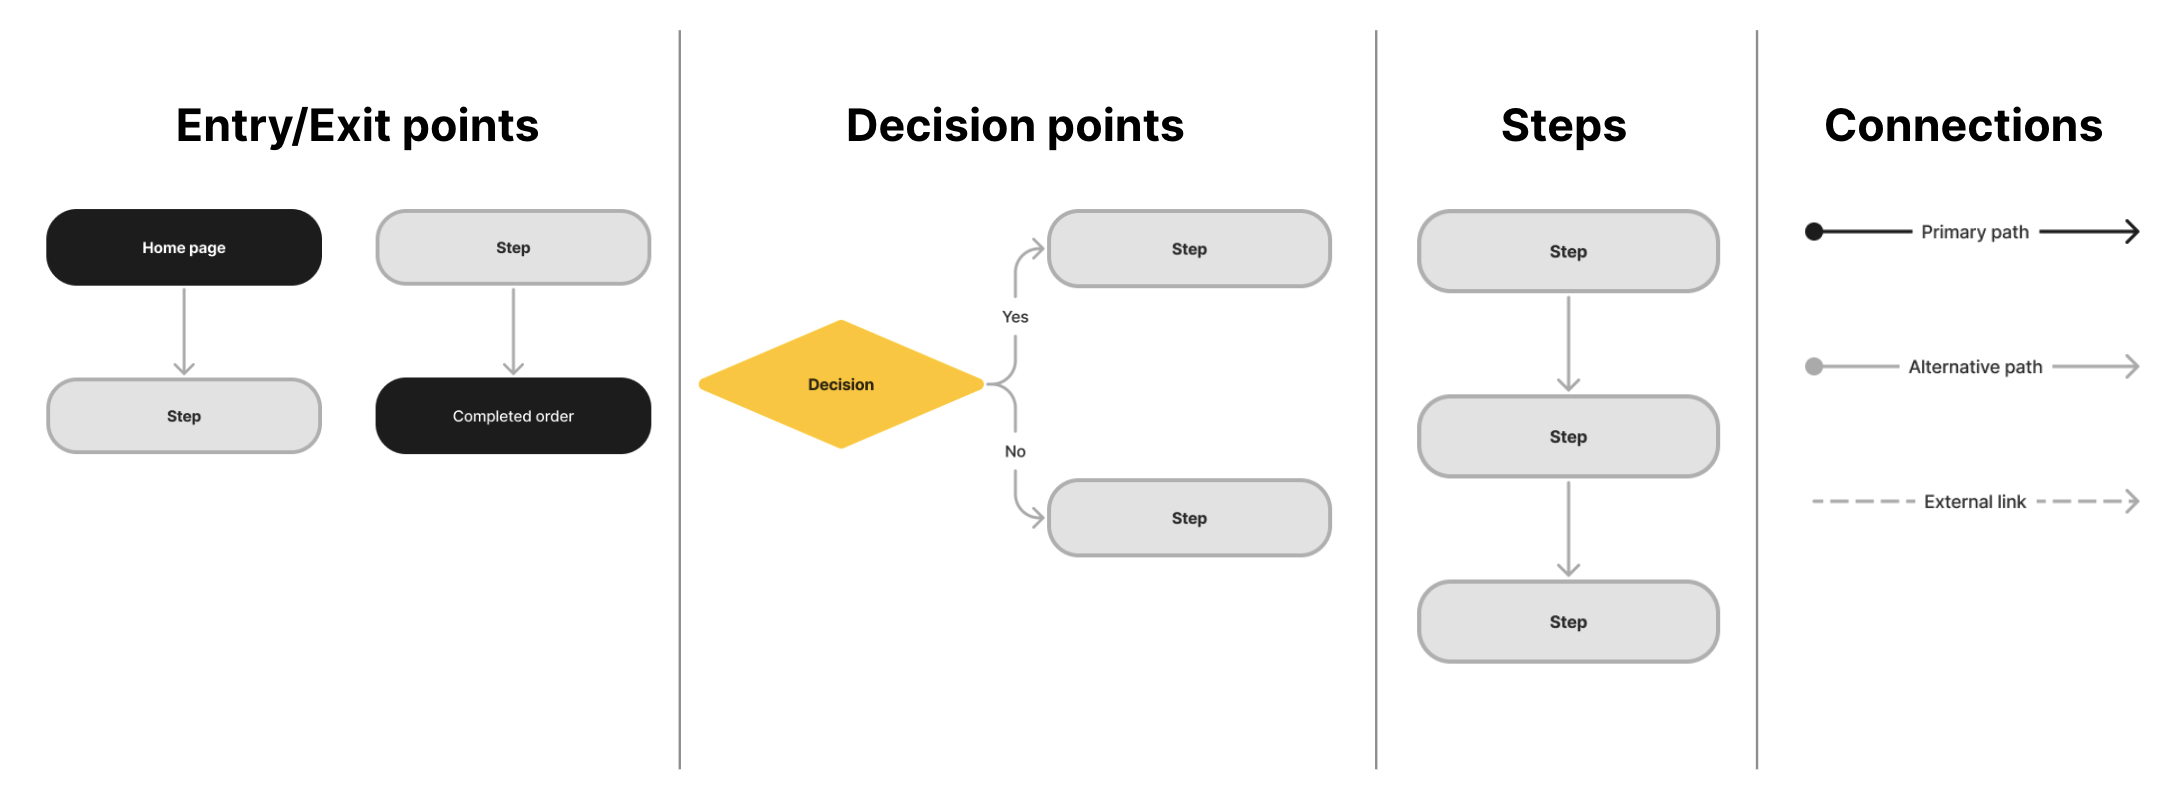 Entry/Exit points
Home page
Step
Step
Completed order
Decision points
Decision
Yes
No
Step
Step
Steps
Step
Step
Step
Connections
Primary path
Alternative path
External link